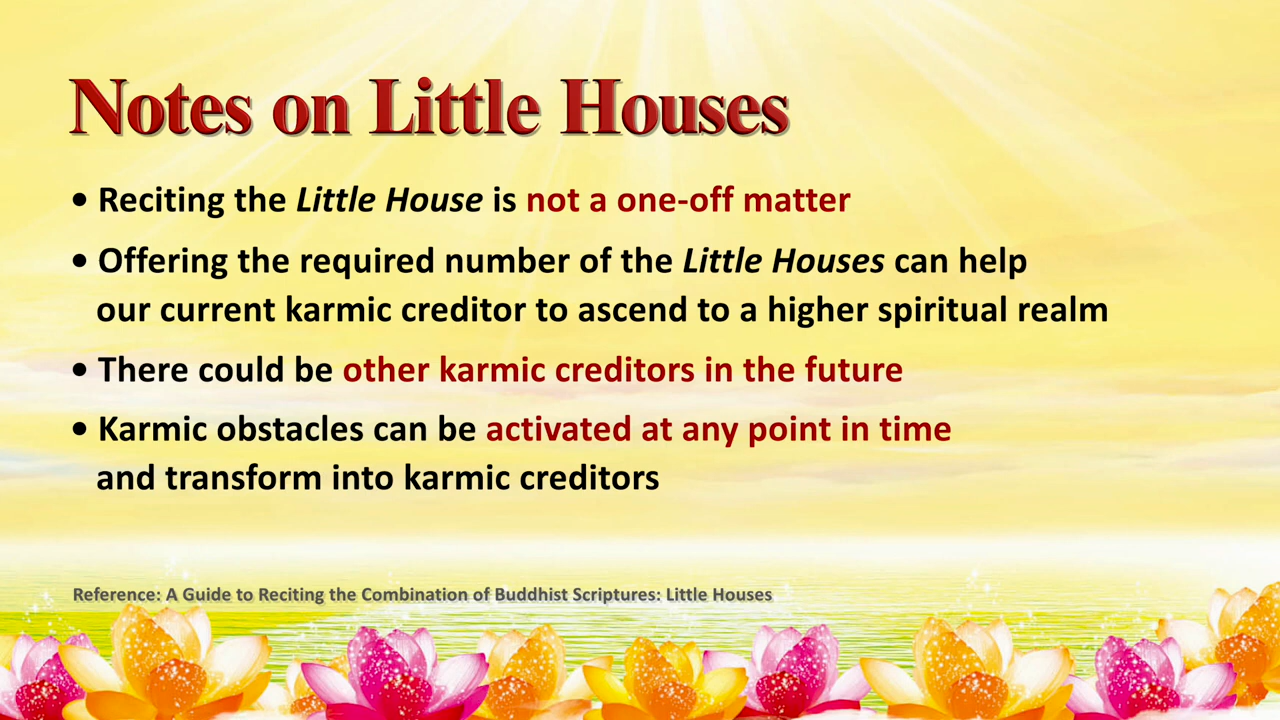 Notes on Little Houses
• Reciting the Little House is not a one-off matter
• Offering the required number of the Little Houses can help
our current karmic creditor to ascend to a higher spiritual realm
• There could be other karmic creditors in the future
• Karmic obstacles can be activated at any point in time
and transform into karmic creditors
Reference: A Guide to Reciting the Combination of Buddhist Scriptures: Little Houses